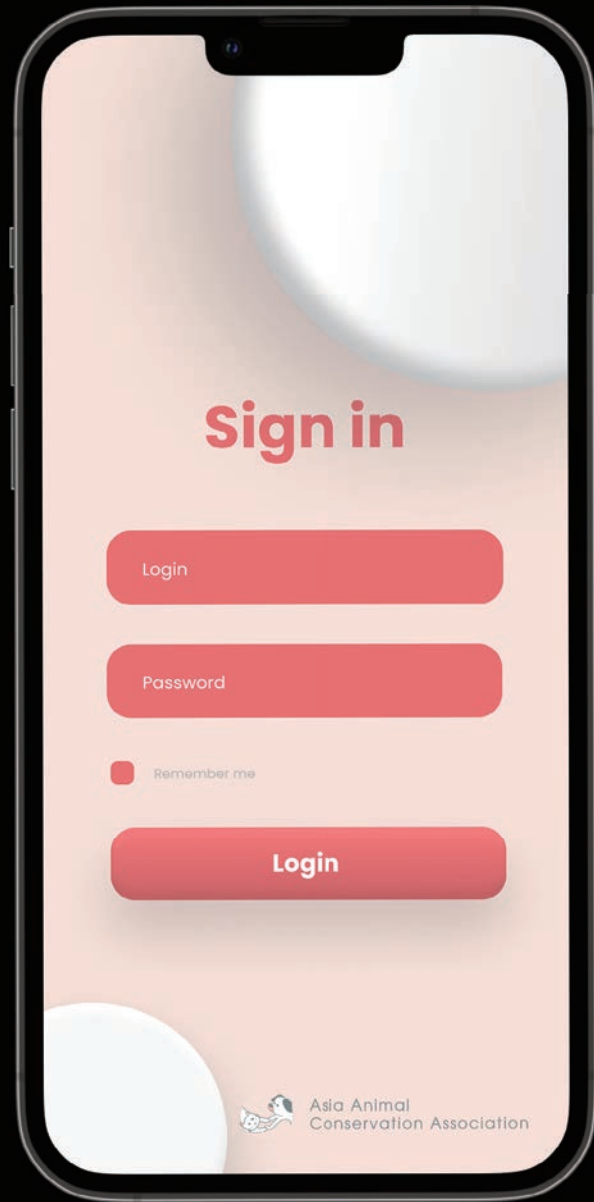 Sign in
Login
Password
Remember me
Login
Asia Animal
Conservation Association